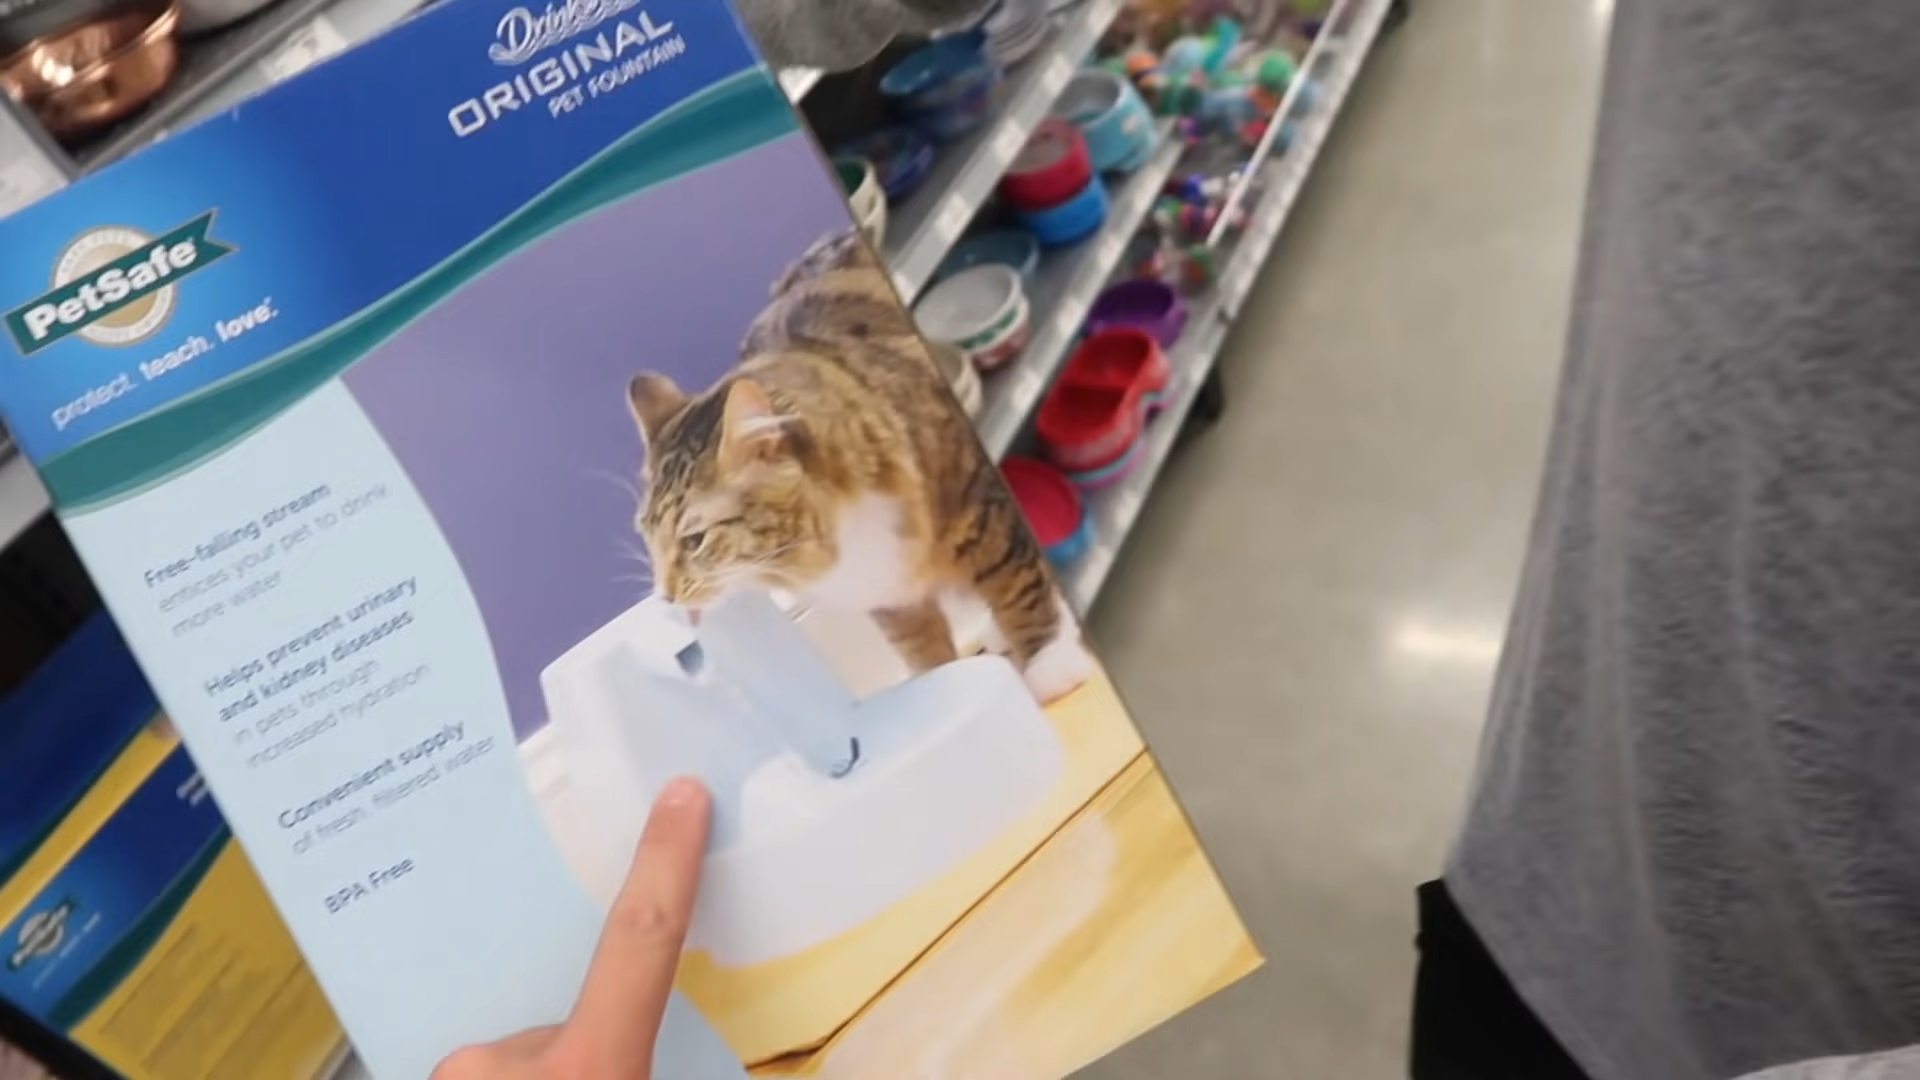 ORIGINAL
PET FOUNTAIN
PetSafe
protect. teach. love.
Free-falling stream
entices your pet to drink
more water
Helps prevent urinary
and kidney diseases
in pets through
increased hydration
Convenient supply
of fresh, filtered water
BPA Free
PetSafe